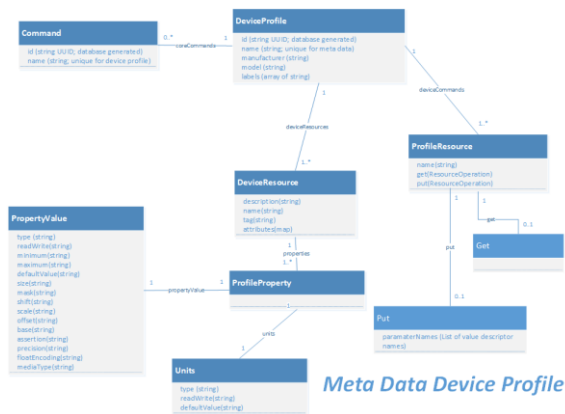 DeviceProfile
id (string UUID; database generated)
name (string; unique for meta data)
manufacturer (string)
model (string)
labels (array of string)
Command
id (string UUID; database generated)
name (string; unique for device profile)
0..*
1
coreCommands
1
deviceCommands
1..*
1
deviceResources
1..*
ProfileResource
name(string)
get(ResourceOperation)
put(ResourceOperation)
1
1
get
0..1
put
0..1
Get
Put
paramaterNames (List of value descriptor
names)
DeviceResource
description(string)
name(string)
tag(string)
attributes(map)
1
properties
1..*
PropertyValue
type (string)
readWrite(string)
minimum(string)
maximum(string)
defaultValue(string)
size(string)
mask(string)
shift(string)
scale(string)
offset(string)
base(string)
assertion(string)
precision(string)
floatEncoding(string)
mediaType(string)
1
1
propertyValue
ProfileProperty
1
units
1
Units
type (string)
readWrite(string)
defaultValue(string)
Meta Data Device Profile